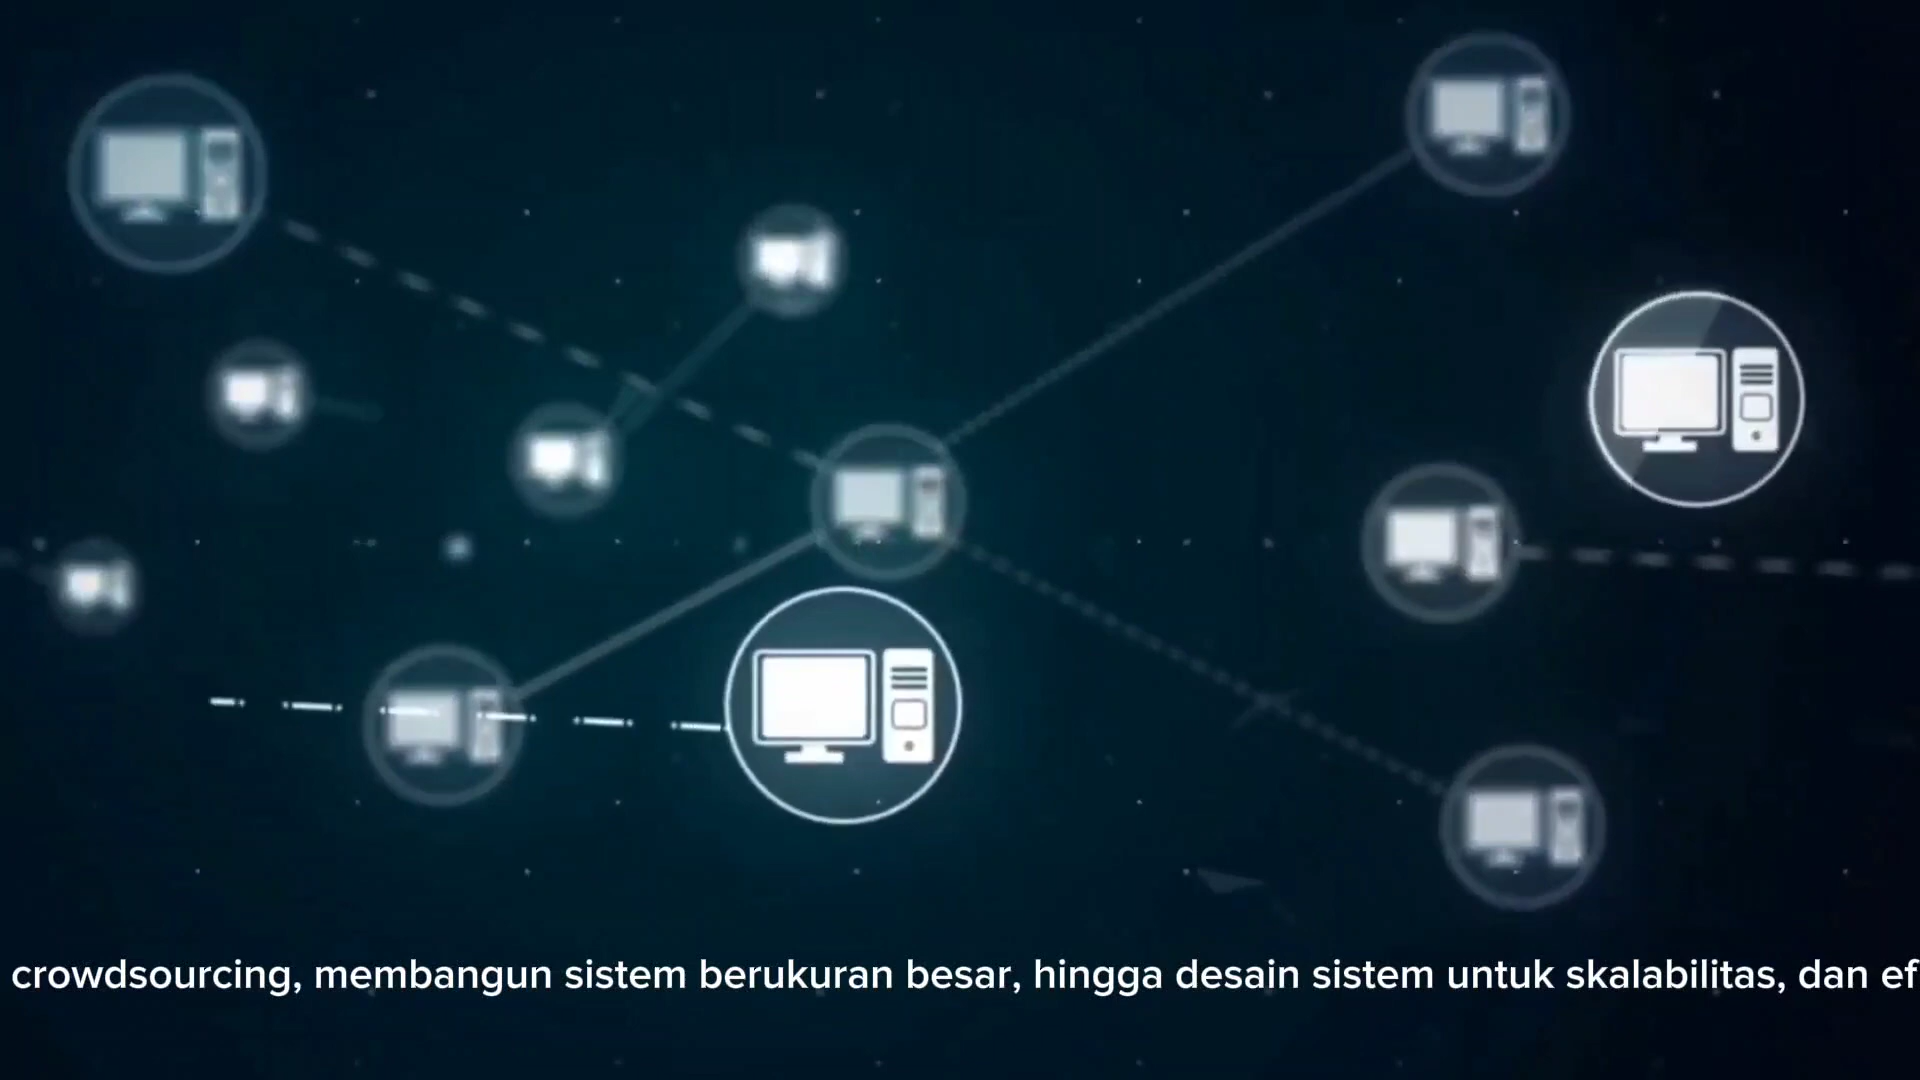 crowdsourcing, membangun sistem berukuran besar, hingga desain sistem untuk skalabilitas, dan ef